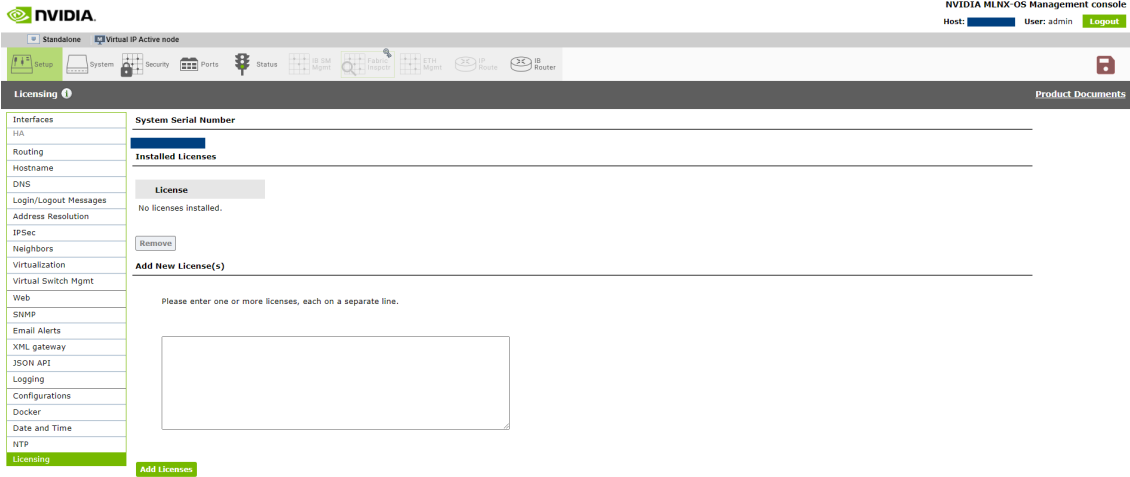 NVIDIA MLNX-OS Management console
NVIDIA.
Host: User: admin Logout
Standalone Virtual IP Active node
Setup System Security Ports Status IB SM Mgmt Fabric Inspctr ETH Mgmt IP Route IB Router
Licensing i Product Documents
Interfaces
HA
Routing
Hostname
DNS
Login/Logout Messages
Address Resolution
IPSec
Neighbors
Virtualization
Virtual Switch Mgmt
Web
SNMP
Email Alerts
XML gateway
JSON API
Logging
Configurations
Docker
Date and Time
NTP
Licensing
System Serial Number
Installed Licenses
License
No licenses installed.
Remove
Add New License(s)
Please enter one or more licenses, each on a separate line.
Add Licenses